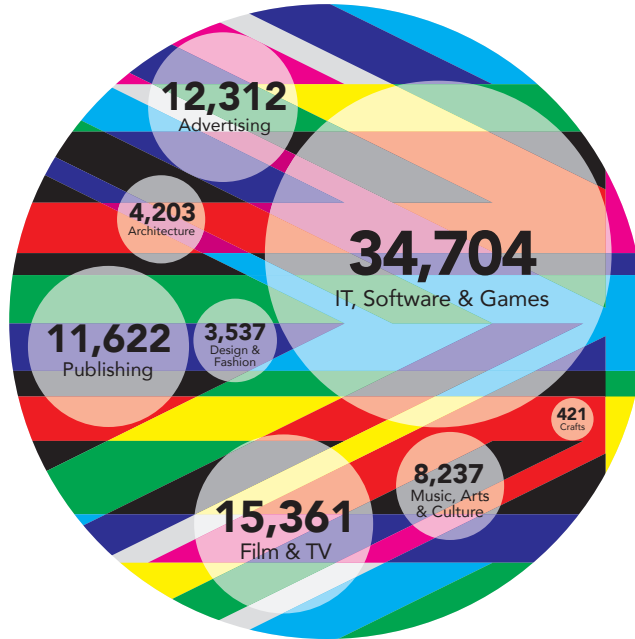 12,312
Advertising
4,203
Architecture
34,704
IT, Software & Games
11,622
Publishing
3,537
Design &
Fashion
421
Crafts
8,237
Music, Arts
& Culture
15,361
Film & TV